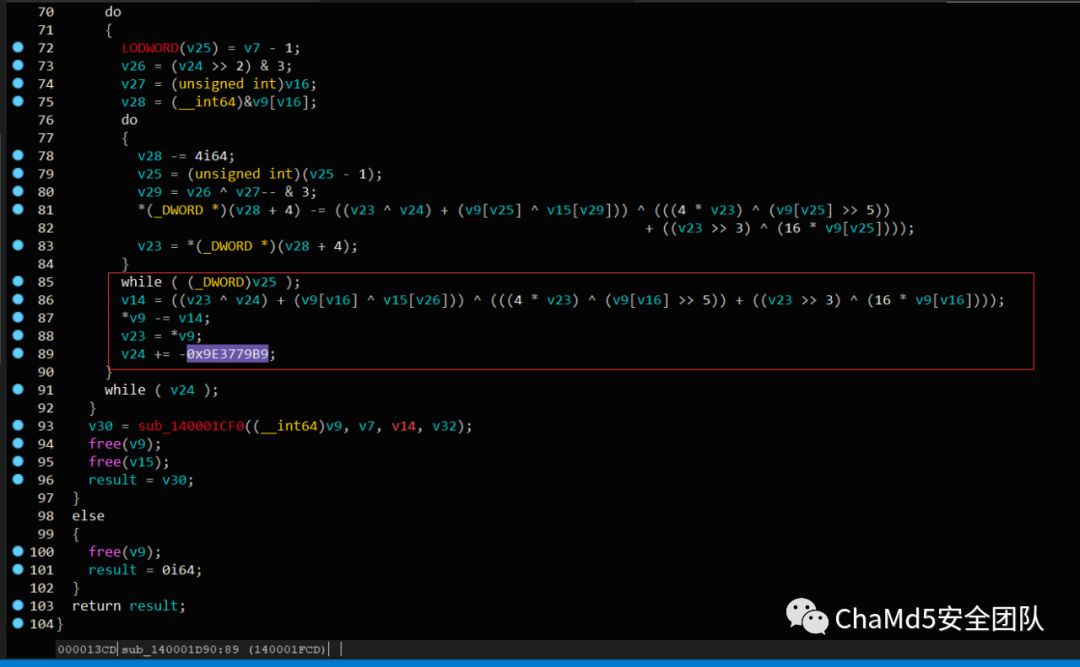 70 do
71 {
72 LODWORD(v25) = v7 - 1;
73 v26 = (v24 >> 2) & 3;
74 v27 = (unsigned int)v16;
75 v28 = (__int64)&v9[v16];
76 do
77 {
78 v28 -= 4i64;
79 v25 = (unsigned int)(v25 - 1);
80 v29 = v26 ^ v27-- & 3;
81 *(_DWORD *)(v28 + 4) -= ((v23 ^ v24) + (v9[v25] ^ v15[v29])) ^ (((4 * v23) ^ (v9[v25] >> 5))
82 + ((v23 >> 3) ^ (16 * v9[v25])));
83 v23 = *(_DWORD *)(v28 + 4);
84 }
85 while ( (_DWORD)v25 );
86 v14 = ((v23 ^ v24) + (v9[v16] ^ v15[v26])) ^ (((4 * v23) ^ (v9[v16] >> 5)) + ((v23 >> 3) ^ (16 * v9[v16])));
87 *v9 -= v14;
88 v23 = *v9;
89 v24 += -0x9E3779B9;
90 }
91 while ( v24 );
92 }
93 v30 = sub_140001CF0((__int64)v9, v7, v14, v32);
94 free(v9);
95 free(v15);
96 result = v30;
97 }
98 else
99 {
100 free(v9);
101 result = 0i64;
102 }
103 return result;
104 }
ChaMd5安全团队
000013CD sub_140001D90:89 (140001FCD)